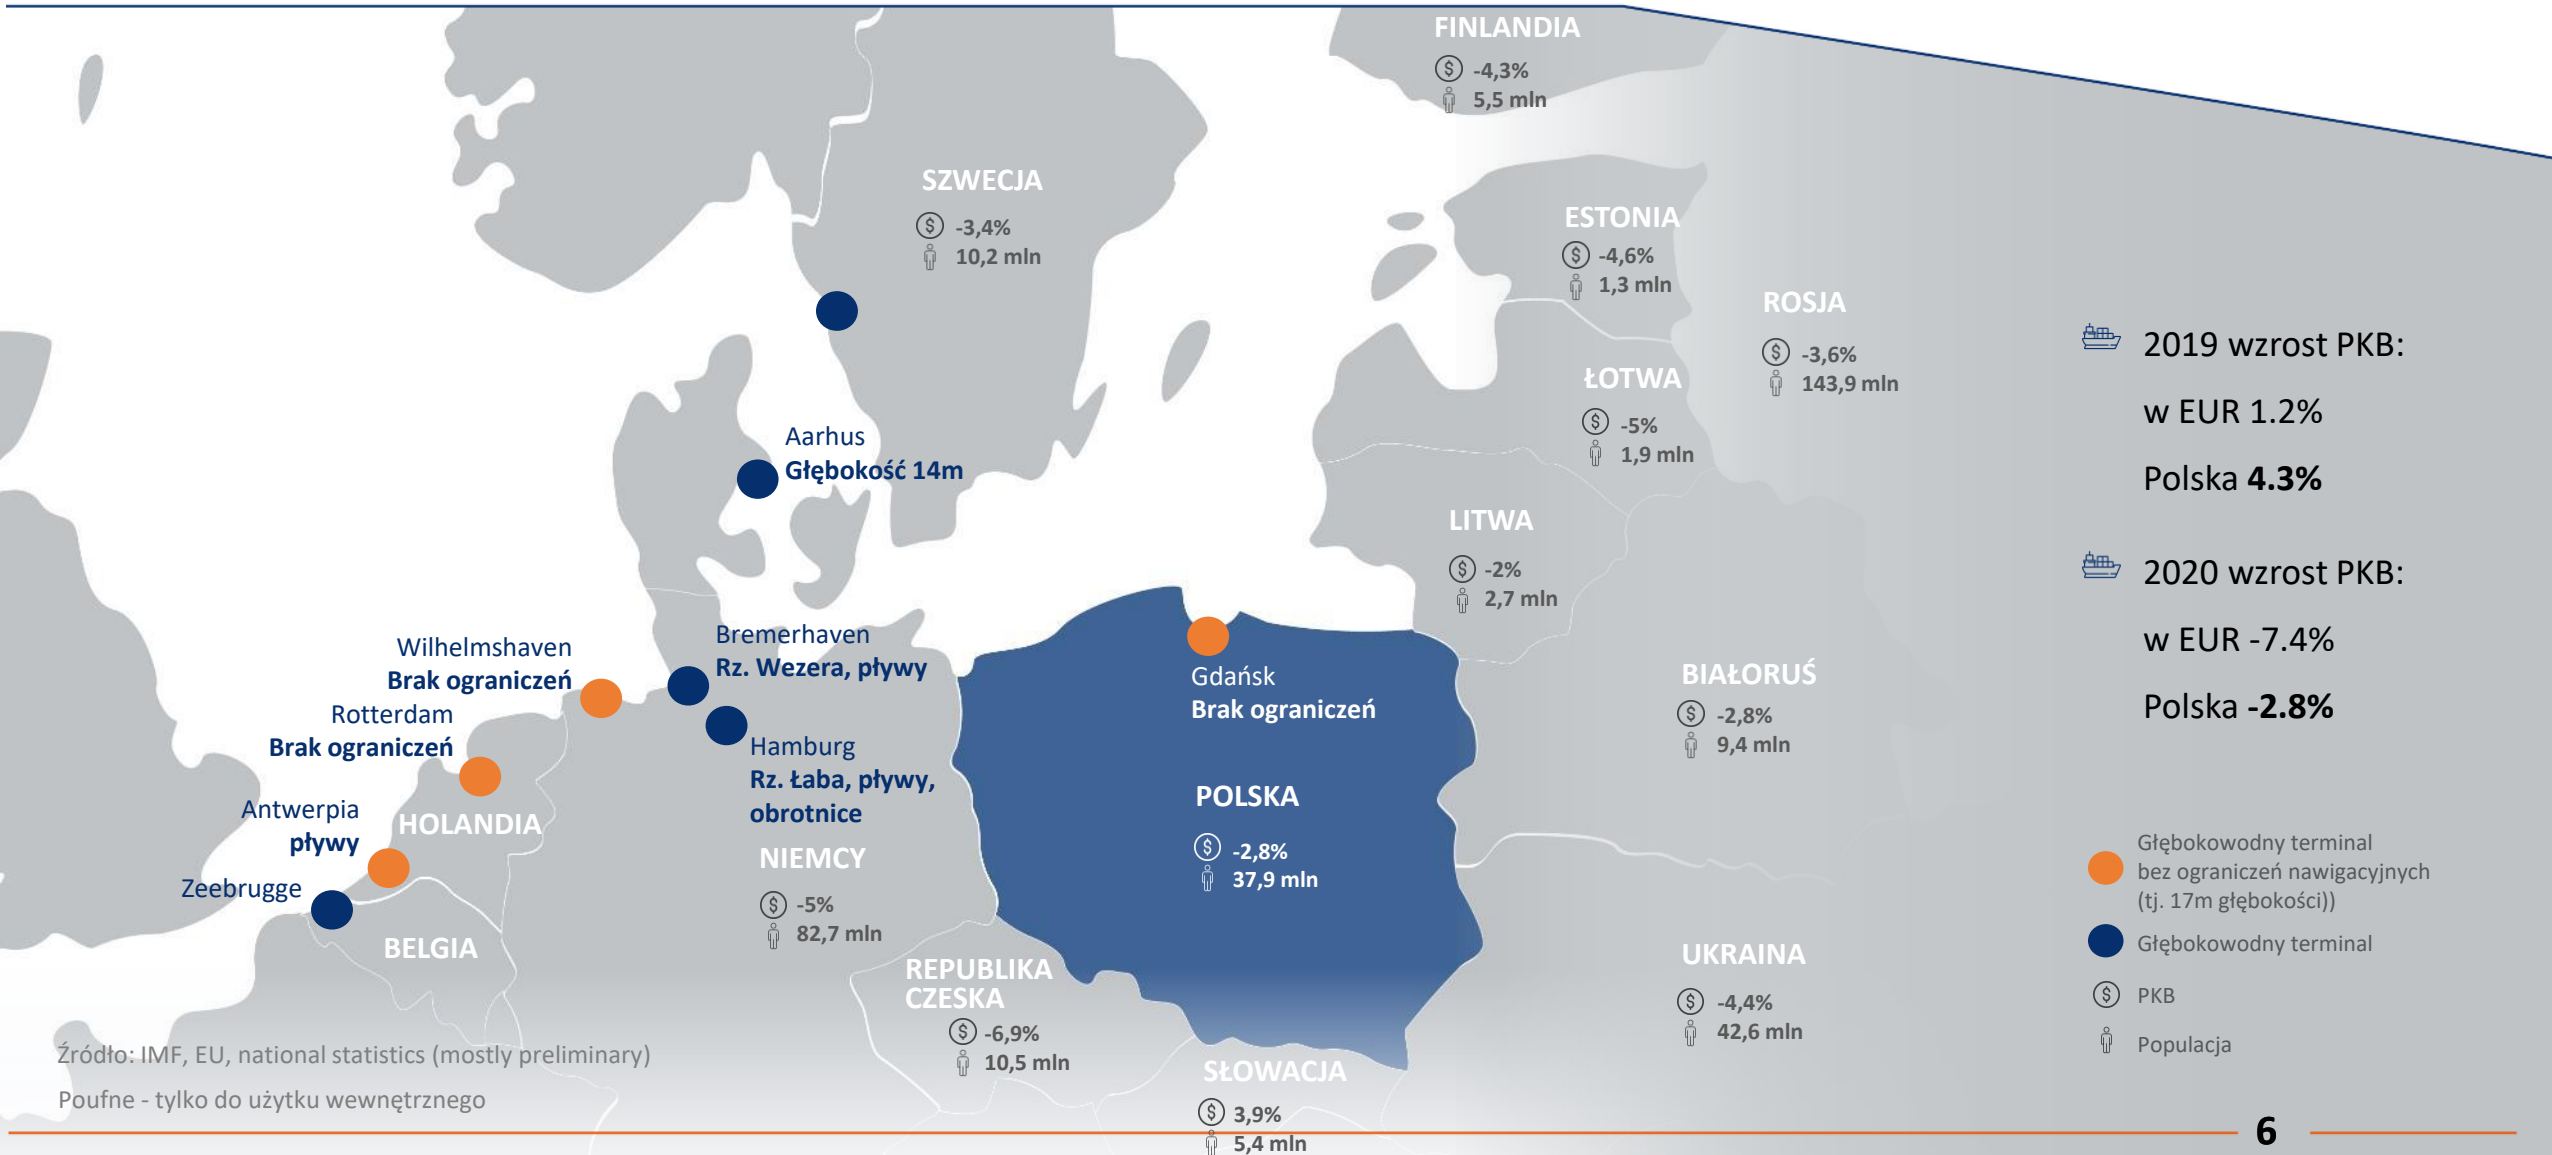 FINLANDIA
-4,3%
5,5 mln
SZWECJA
-3,4%
10,2 mln
ESTONIA
-4,6%
1,3 mln
ROSJA
-3,6%
143,9 mln
ŁOTWA
-5%
1,9 mln
LITWA
-2%
2,7 mln
Aarhus
Głębokość 14m
Wilhelmshaven
Brak ograniczeń
Rotterdam
Brak ograniczeń
Antwerpia
pływy
Zeebrugge
HOLANDIA
BELGIA
Bremerhaven
Rz. Wezera, pływy
Hamburg
Rz. Łaba, pływy,
obrotnice
NIEMCY
-5%
82,7 mln
Gdańsk
Brak ograniczeń
POLSKA
-2,8%
37,9 mln
BIAŁORUŚ
-2,8%
9,4 mln
REPUBLIKA
CZESKA
-6,9%
10,5 mln
SŁOWACJA
3,9%
5,4 mln
UKRAINA
-4,4%
42,6 mln
2019 wzrost PKB:
w EUR 1.2%
Polska 4.3%
2020 wzrost PKB:
w EUR -7.4%
Polska -2.8%
Głębokowodny terminal
bez ograniczeń nawigacyjnych
(tj. 17m głębokości))
Głębokowodny terminal
PKB
Populacja
Źródło: IMF, EU, national statistics (mostly preliminary)
Poufne - tylko do użytku wewnętrznego
6